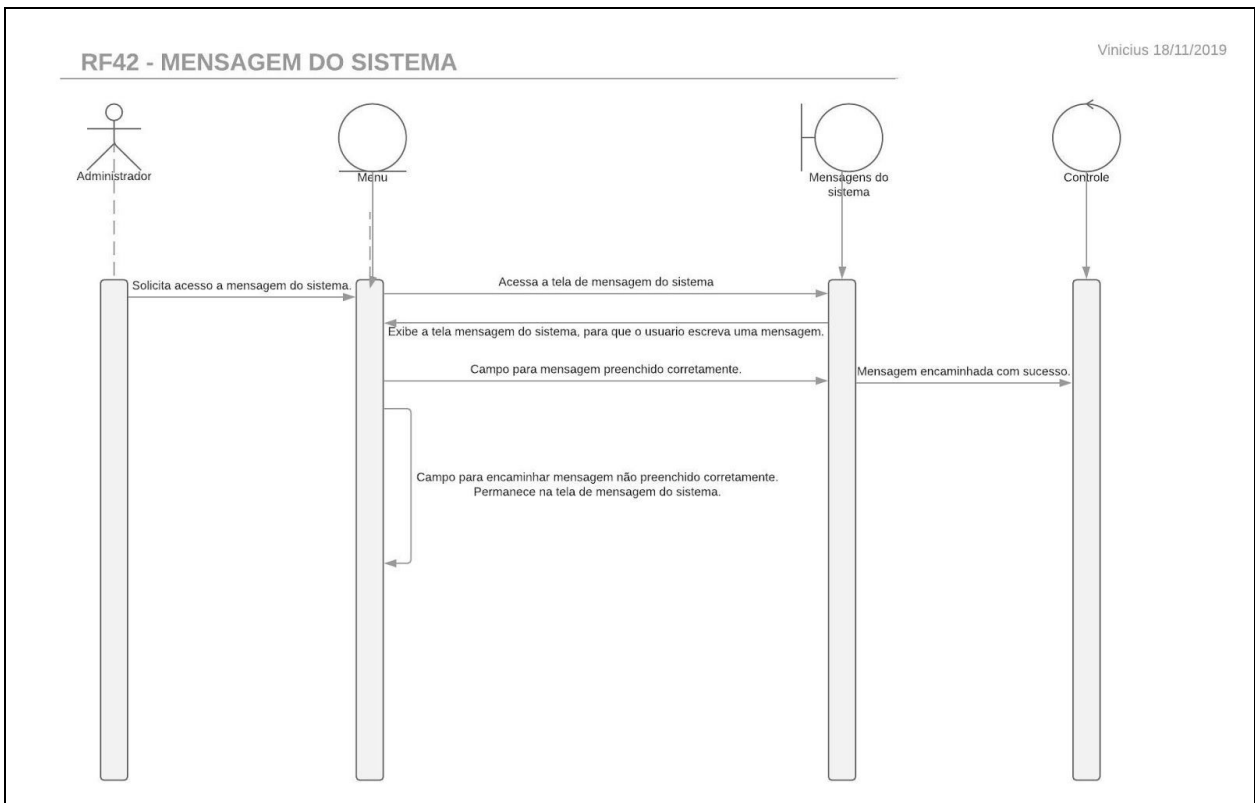 Vinicius 18/11/2019
RF42 - MENSAGEM DO SISTEMA
Administrador
Menu
Mensagens do
sistema
Controle
Solicita acesso a mensagem do sistema.
Acessa a tela de mensagem do sistema
Exibe a tela mensagem do sistema, para que o usuario escreva uma mensagem.
Campo para mensagem preenchido corretamente.
Mensagem encaminhada com sucesso.
Campo para encaminhar mensagem não preenchido corretamente.
Permanece na tela de mensagem do sistema.